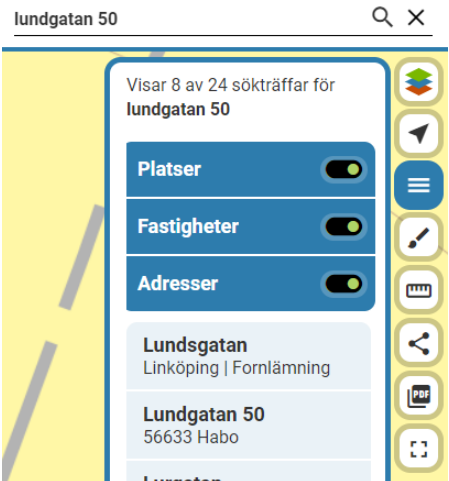 lundgatan 50
Visar 8 av 24 sökträffar för
lundgatan 50
Platser
Fastigheter
Adresser
Lundsgatan
Linköping | Fornlämning
Lundgatan 50
56633 Habo
PDF